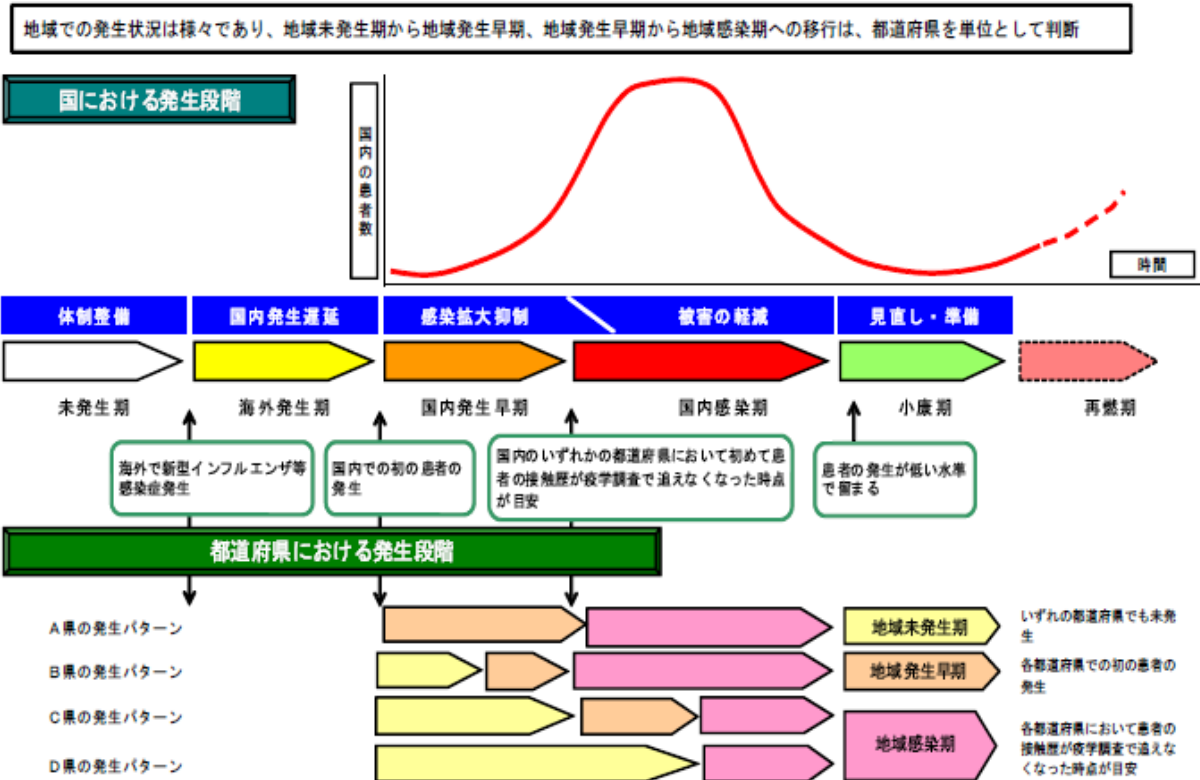 地域での発生状況は様々であり、地域未発生期から地域発生早期、地域発生早期から地域感染期への移行は、都道府県を単位として判断
国における発生段階
国内の患者数
時間
体制整備
国内発生遅延
感染拡大抑制
被害の軽減
見直し・準備
未発生期
海外発生期
国内発生早期
国内感染期
小康期
再燃期
海外で新型インフルエンザ等
感染症発生
国内での初の患者の
発生
国内のいずれかの都道府県において初めて患
者の接触歴が疫学調査で追えなくなった時点
が目安
患者の発生が低い水準
で留まる
都道府県における発生段階
A県の発生パターン
地域未発生期
いずれの都道府県でも未発
生
B県の発生パターン
地域発生早期
各都道府県での初の患者の
発生
C県の発生パターン
地域感染期
各都道府県において患者の
接触歴が疫学調査で追えな
くなった時点が目安
D県の発生パターン